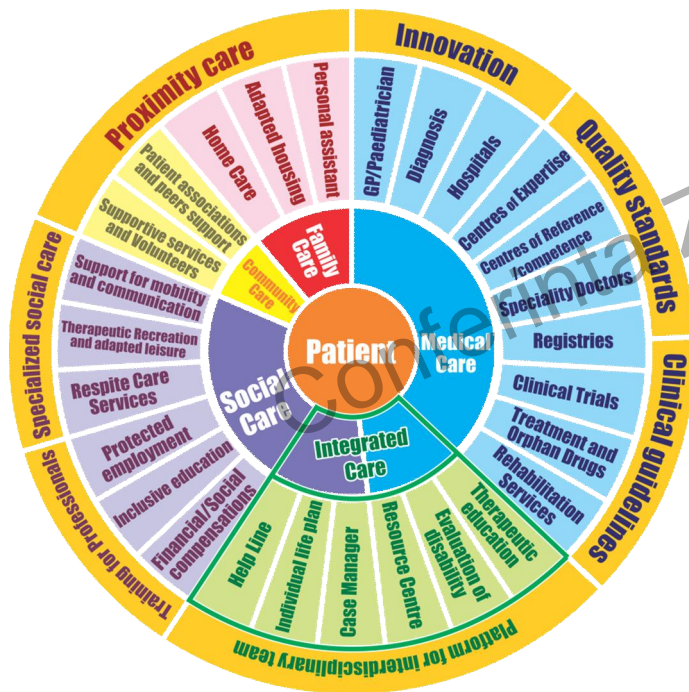 Proximity care
Innovation
Quality standards
Clinical guidelines
Platform for interdisciplinary team
Training for Professionals
Specialized social care
Personal assistant
Adapted housing
Home Care
Patient associations
and peers support
Supportive services
and Volunteers
Support for mobility
and communication
Therapeutic Recreation
and adapted leisure
Respite Care
Services
Protected
employment
Inclusive education
Financial/Social
compensations
Help Line
Individual life plan
Case Manager
Resource Centre
Evaluation of
disability
Therapeutic
education
Rehabilitation
Services
Treatment and
Orphan Drugs
Clinical Trials
Registries
Speciality Doctors
Centres of Reference
/competence
Centres of Expertise
Hospitals
Diagnosis
GP/Paediatrician
Family
Care
Community
Care
Social
Care
Integrated
Care
Medical
Care
Patient
Conferinta